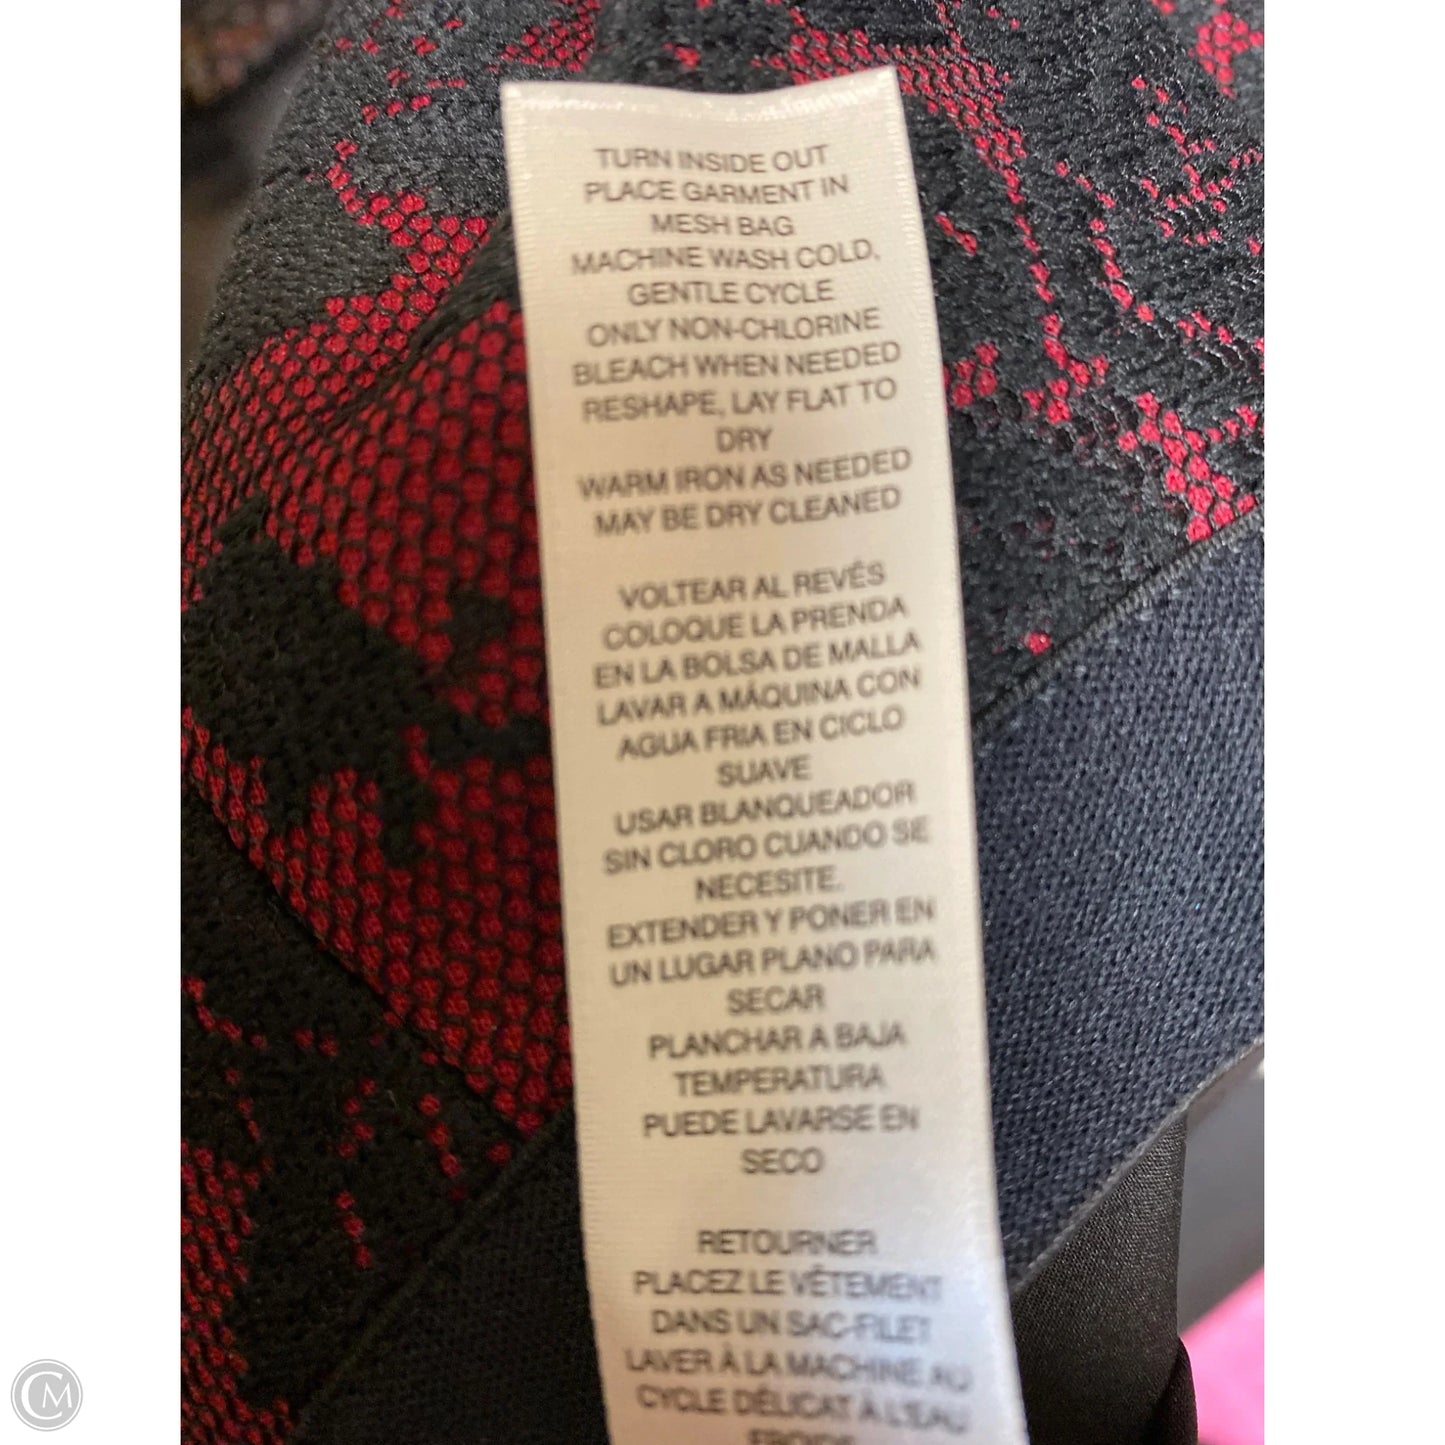 TURN INSIDE OUT
PLACE GARMENT IN
MESH BAG
MACHINE WASH COLD,
GENTLE CYCLE
ONLY NON-CHLORINE
BLEACH WHEN NEEDED
RESHAPE, LAY FLAT TO
DRY
WARM IRON AS NEEDED
MAY BE DRY CLEANED
VOLTEAR AL REVÉS
COLOQUE LA PRENDA
EN LA BOLSA DE MALLA
LAVAR A MÁQUINA CON
AGUA FRIA EN CICLO
SUAVE
USAR BLANQUEADOR
SIN CLORO CUANDO SE
NECESITE.
EXTENDER Y PONER EN
UN LUGAR PLANO PARA
SECAR
PLANCHAR A BAJA
TEMPERATURA
PUEDE LAVARSE EN
SECO
RETOURNER
PLACEZ LE VÊTEMENT
DANS UN SAC-FILET
LAVER À LA MACHINE AU
CYCLE DÉLICAT À L'EAU
FROIDE
CM